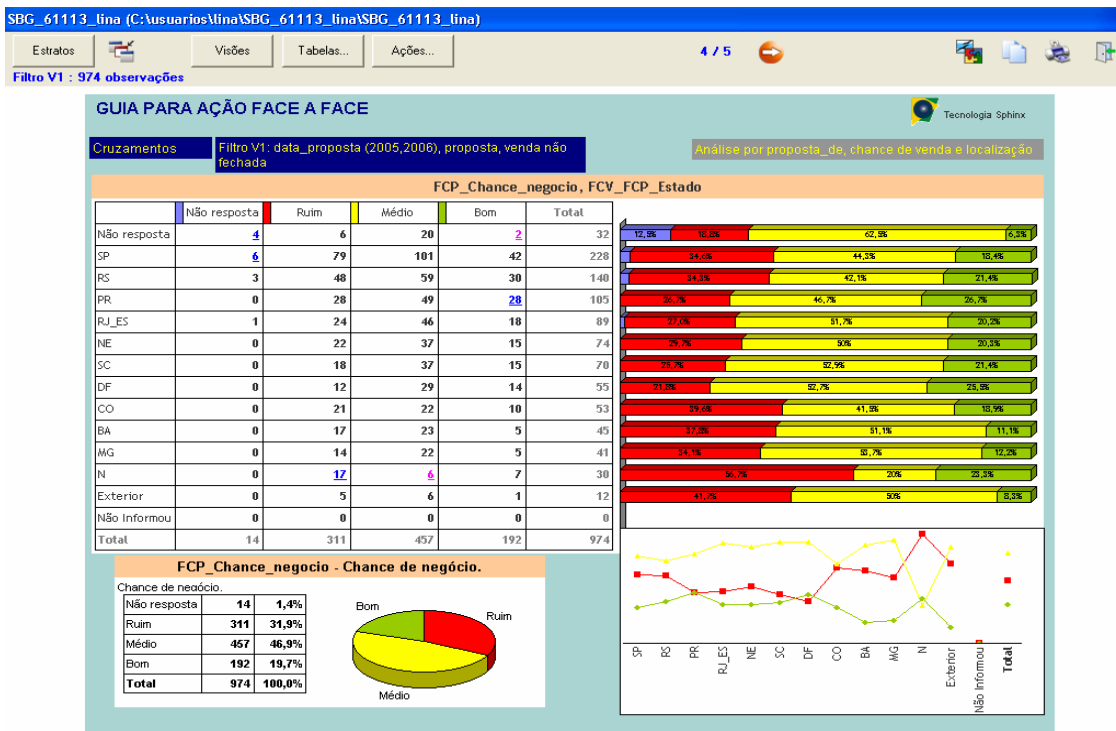 SBG_61113_lina (C:\usuarios\lina\SBG_61113_lina\SBG_61113_lina)
Estratos Visões Tabelas... Ações... 4 / 5
Filtro V1 : 974 observações
GUIA PARA AÇÃO FACE A FACE
Tecnologia Sphinx
Cruzamentos
Filtro V1: data_proposta (2005,2006), proposta, venda não
fechada
Análise por proposta_de, chance de venda e localização
FCP_Chance_negocio, FCV_FCP_Estado
Não resposta Ruim Médio Bom Total
Não resposta 4 6 20 2 32
SP 6 79 101 42 228
RS 3 48 59 30 140
PR 0 28 49 28 105
RJ_ES 1 24 46 18 89
NE 0 22 37 15 74
SC 0 18 37 15 70
DF 0 12 29 14 55
CO 0 21 22 10 53
BA 0 17 23 5 45
MG 0 14 22 5 41
N 0 17 6 7 30
Exterior 0 5 6 1 12
Não Informou 0 0 0 0 0
Total 14 311 457 192 974
12,5% 18,8% 62,5% 6,3%
34,6% 44,3% 18,4%
34,3% 42,1% 21,4%
26,7% 46,7% 26,7%
27,0% 51,7% 20,2%
29,7% 50% 20,3%
25,7% 52,9% 21,4%
21,8% 52,7% 25,5%
39,6% 41,5% 18,9%
37,8% 51,1% 11,1%
34,1% 53,7% 12,2%
56,7% 20% 23,3%
41,7% 50% 8,3%
FCP_Chance_negocio - Chance de negócio.
Chance de negócio.
Não resposta 14 1,4%
Ruim 311 31,9%
Médio 457 46,9%
Bom 192 19,7%
Total 974 100,0%
Bom
Ruim
Médio
SP RS PR RJ_ES NE SC DF CO BA MG N Exterior Não Informou Total